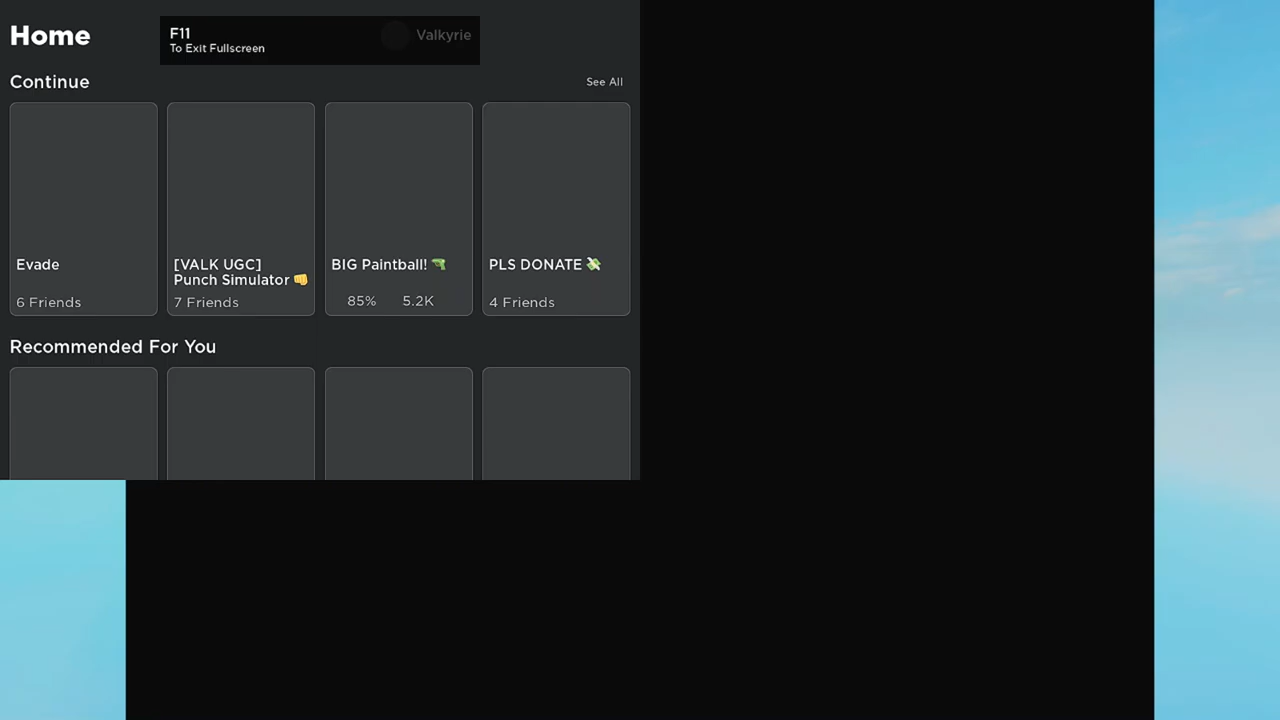 Home
F11
To Exit Fullscreen
Valkyrie
Continue
See All
Evade
6 Friends
[VALK UGC]
Punch Simulator 👊
7 Friends
BIG Paintball! 🔫
85% 5.2K
PLS DONATE 💸
4 Friends
Recommended For You